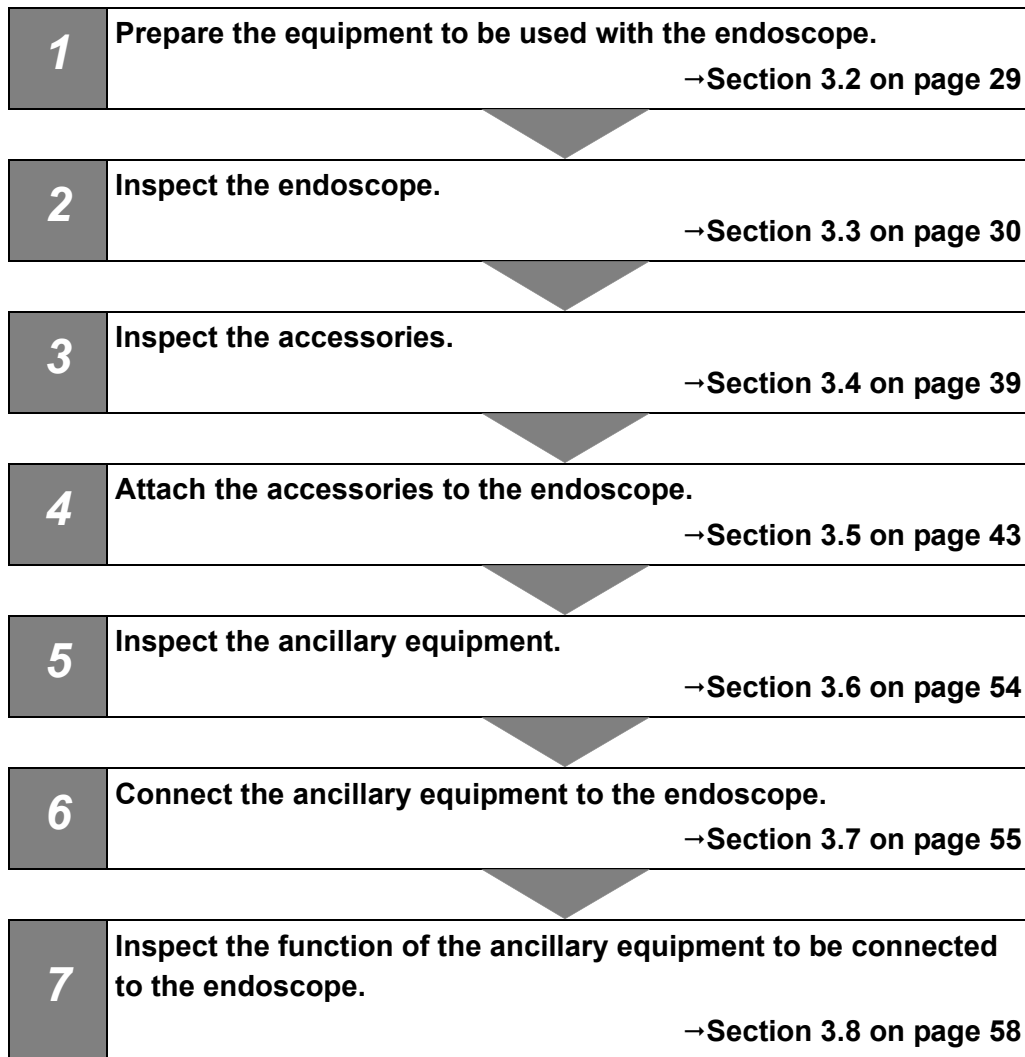 1
Prepare the equipment to be used with the endoscope.
→Section 3.2 on page 29
2
Inspect the endoscope.
→Section 3.3 on page 30
3
Inspect the accessories.
→Section 3.4 on page 39
4
Attach the accessories to the endoscope.
→Section 3.5 on page 43
5
Inspect the ancillary equipment.
→Section 3.6 on page 54
6
Connect the ancillary equipment to the endoscope.
→Section 3.7 on page 55
7
Inspect the function of the ancillary equipment to be connected
to the endoscope.
→Section 3.8 on page 58